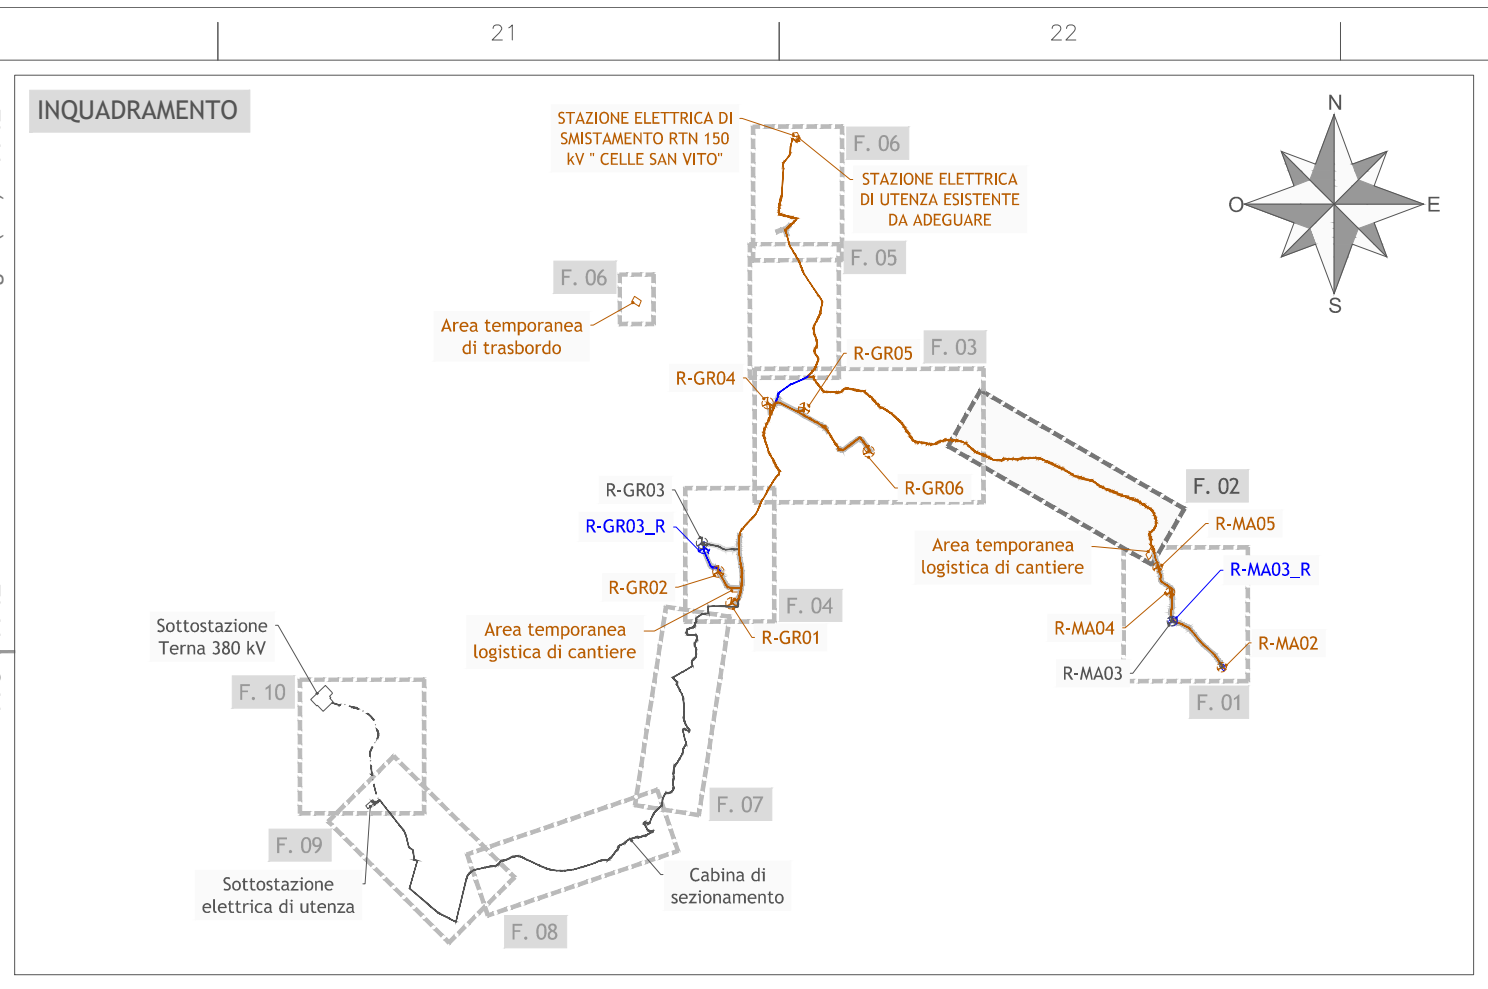 21
22
INQUADRAMENTO
STAZIONE ELETTRICA DI
SMISTAMENTO RTN 150
kV " CELLE SAN VITO"
F. 06
STAZIONE ELETTRICA
DI UTENZA ESISTENTE
DA ADEGUARE
N
O
E
S
F. 05
F. 06
Area temporanea
di trasbordo
R-GR05
F. 03
R-GR04
R-GR06
R-GR03
R-GR03_R
F. 02
R-MA05
Area temporanea
logistica di cantiere
R-MA03_R
R-GR02
F. 04
Area temporanea
logistica di cantiere
R-GR01
R-MA04
R-MA02
R-MA03
F. 01
Sottostazione
Terna 380 kV
F. 10
F. 07
F. 09
Sottostazione
elettrica di utenza
Cabina di
sezionamento
F. 08